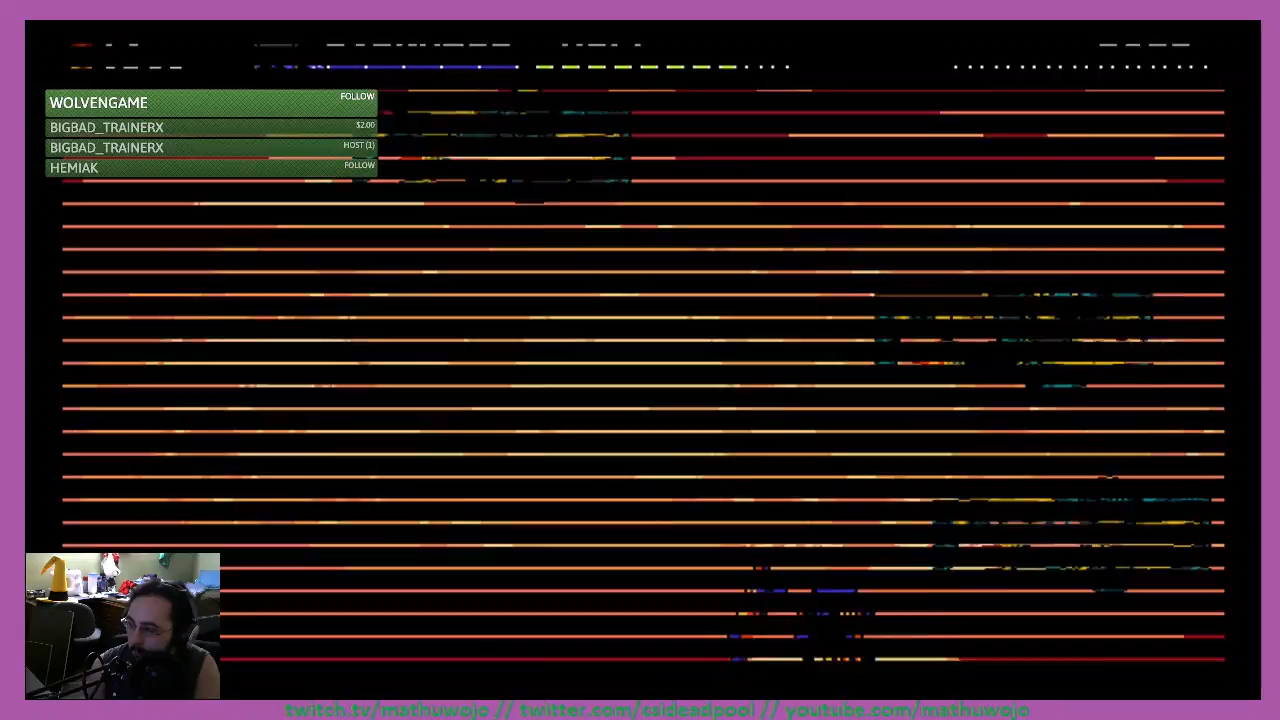 WOLVENGAME FOLLOW
BIGBAD_TRAINERX $2.00
BIGBAD_TRAINERX HOST (1)
HEMIAK FOLLOW
twitch.tv/mathuwojo // twitter.com/csideadpool // youtube.com/mathuwojo